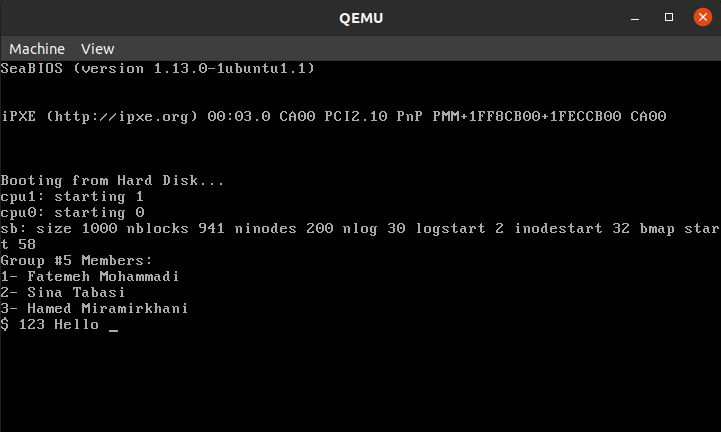 QEMU
Machine View
SeaBIOS (version 1.13.0-1ubuntu1.1)
iPXE (http://ipxe.org) 00:03.0 CA00 PCI2.10 PnP PMM+1FF8CB00+1FECCB00 CA00
Booting from Hard Disk...
cpu1: starting 1
cpu0: starting 0
sb: size 1000 nblocks 941 ninodes 200 nlog 30 logstart 2 inodestart 32 bmap star
t 58
Group #5 Members:
1- Fatemeh Mohammadi
2- Sina Tabasi
3- Hamed Miramirkhani
$ 123 Hello _